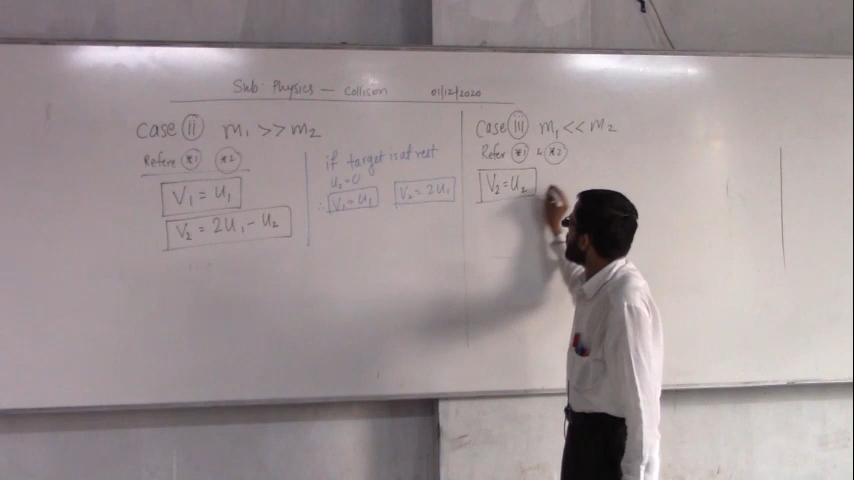 Sub: Physics — Collison 01/12/2020
Case (ii) m₁ >> m₂
Refere (*1) (*2)
V₁ = U₁
V₂ = 2U₁ - U₂
if target is at rest
U₂ = 0
∴ V₁ = U₁ V₂ = 2U₁
Case (iii) m₁ << m₂
Refer (*1) & (*2)
V₂ = U₂